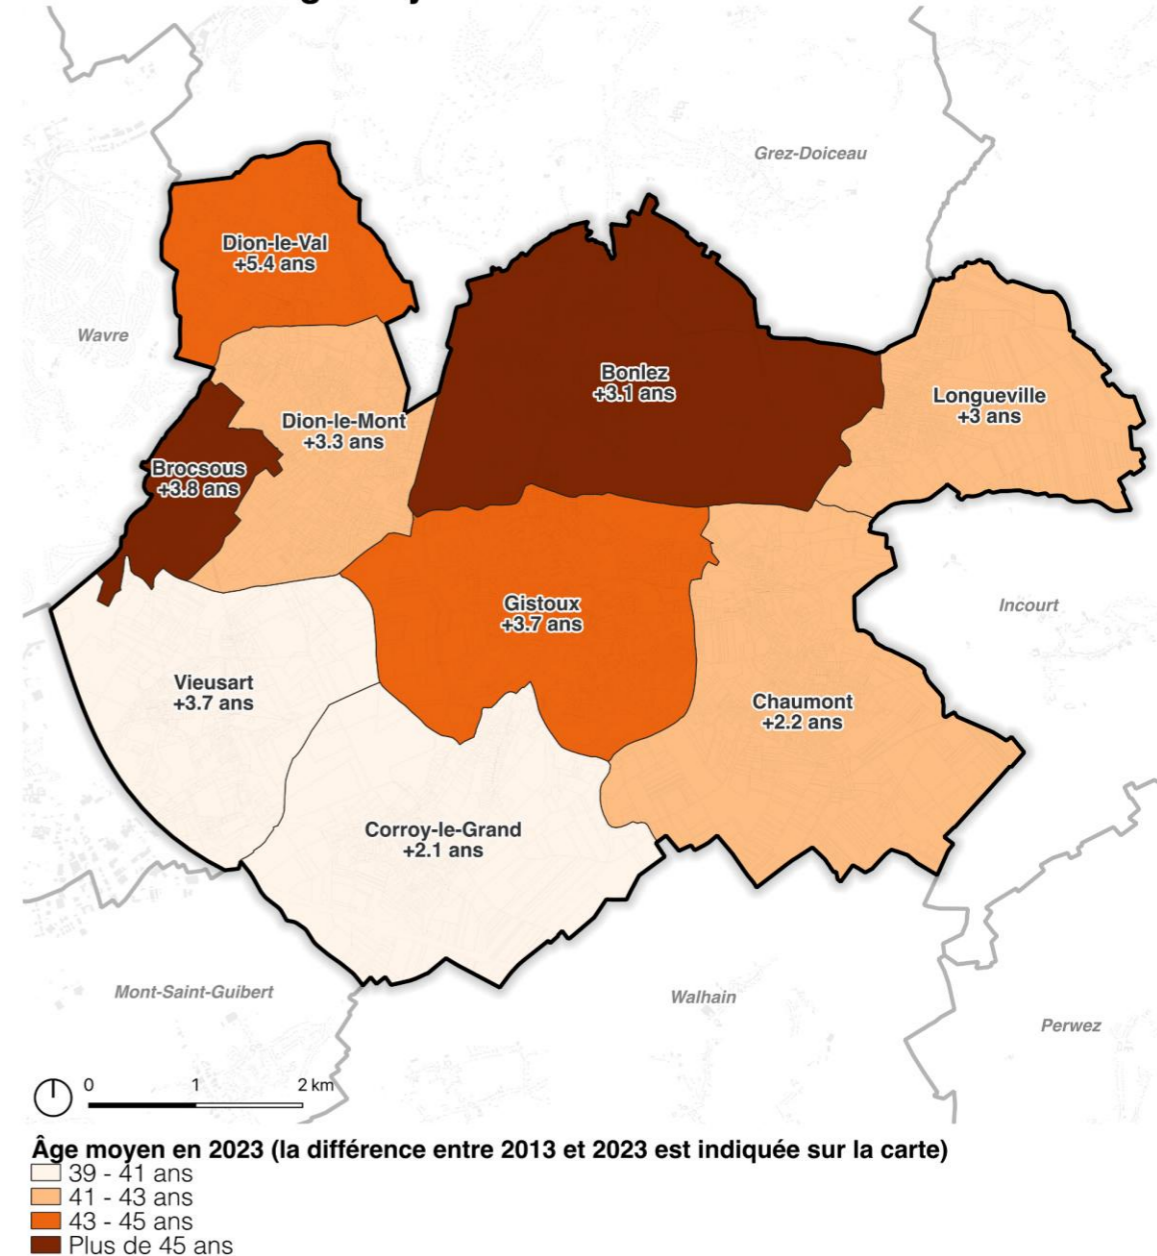 Grez-Doiceau
Dion-le-Val
+5.4 ans
Wavre
Bonlez
+3.1 ans
Longueville
+3 ans
Dion-le-Mont
+3.3 ans
Brocsous
+3.8 ans
Gistoux
+3.7 ans
Incourt
Vieusart
+3.7 ans
Chaumont
+2.2 ans
Corroy-le-Grand
+2.1 ans
Mont-Saint-Guibert
Walhain
Perwez
0 1 2 km
Âge moyen en 2023 (la différence entre 2013 et 2023 est indiquée sur la carte)
39 - 41 ans
41 - 43 ans
43 - 45 ans
Plus de 45 ans